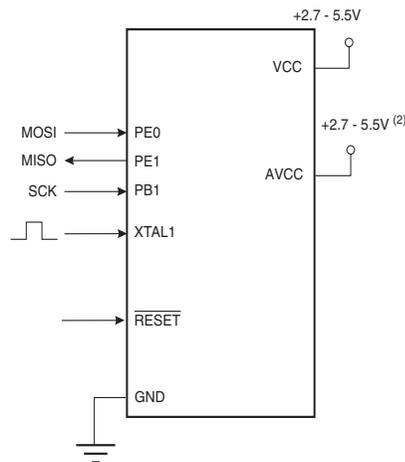 +2.7 - 5.5V
VCC
+2.7 - 5.5V (2)
MOSI PE0
MISO PE1
AVCC
SCK PB1
XTAL1
RESET
GND